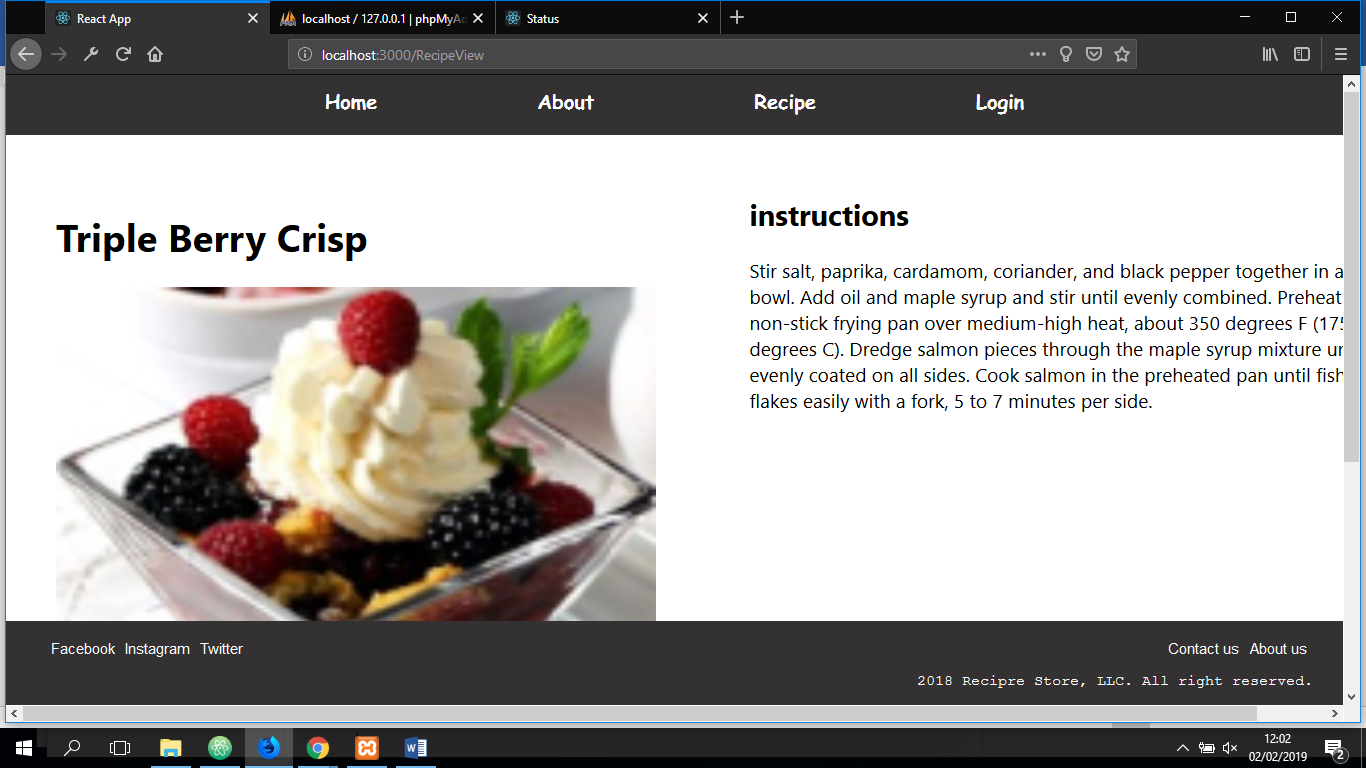 React App
localhost / 127.0.0.1 | phpMyAd
Status
localhost:3000/RecipeView
Home About Recipe Login
Triple Berry Crisp
instructions
Stir salt, paprika, cardamom, coriander, and black pepper together in a
bowl. Add oil and maple syrup and stir until evenly combined. Preheat
non-stick frying pan over medium-high heat, about 350 degrees F (175
degrees C). Dredge salmon pieces through the maple syrup mixture un
evenly coated on all sides. Cook salmon in the preheated pan until fish
flakes easily with a fork, 5 to 7 minutes per side.
Facebook Instagram Twitter
Contact us About us
2018 Recipre Store, LLC. All right reserved.
12:02
02/02/2019
2